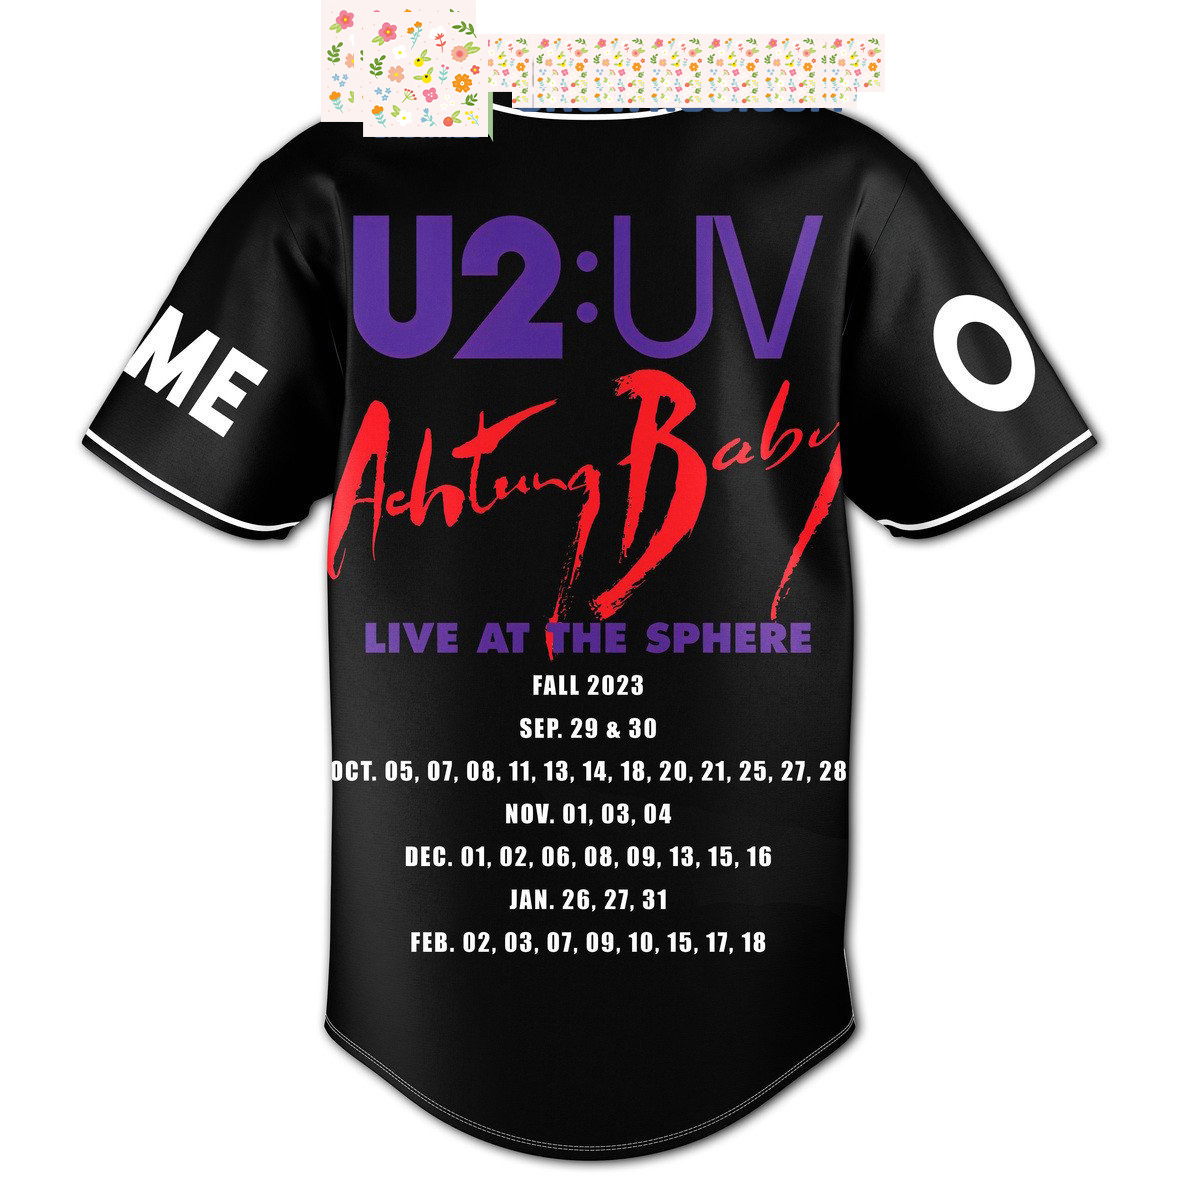 U2:UV
Achtung Baby
LIVE AT THE SPHERE
FALL 2023
SEP. 29 & 30
OCT. 05, 07, 08, 11, 13, 14, 18, 20, 21, 25, 27, 28
NOV. 01, 03, 04
DEC. 01, 02, 06, 08, 09, 13, 15, 16
JAN. 26, 27, 31
FEB. 02, 03, 07, 09, 10, 15, 17, 18
ME
O